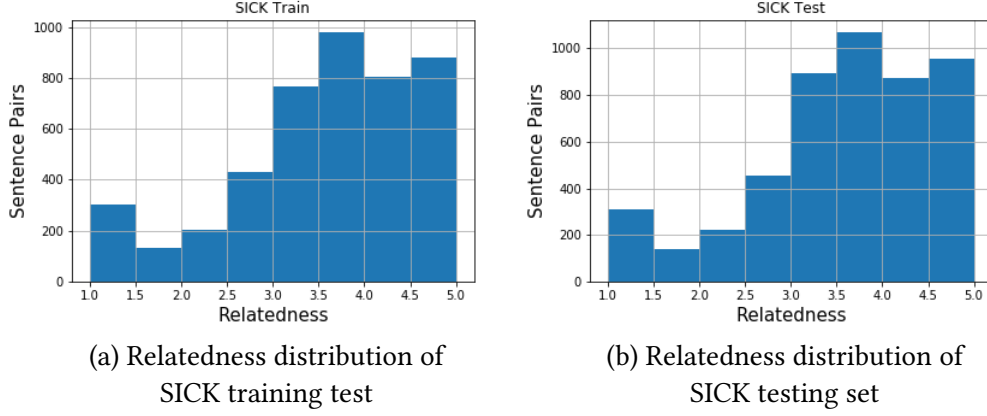 SICK Train
1000
800
600
400
200
0
Sentence Pairs
1.0 1.5 2.0 2.5 3.0 3.5 4.0 4.5 5.0
Relatedness
(a) Relatedness distribution of
SICK training test
SICK Test
1000
800
600
400
200
0
Sentence Pairs
1.0 1.5 2.0 2.5 3.0 3.5 4.0 4.5 5.0
Relatedness
(b) Relatedness distribution of
SICK testing set